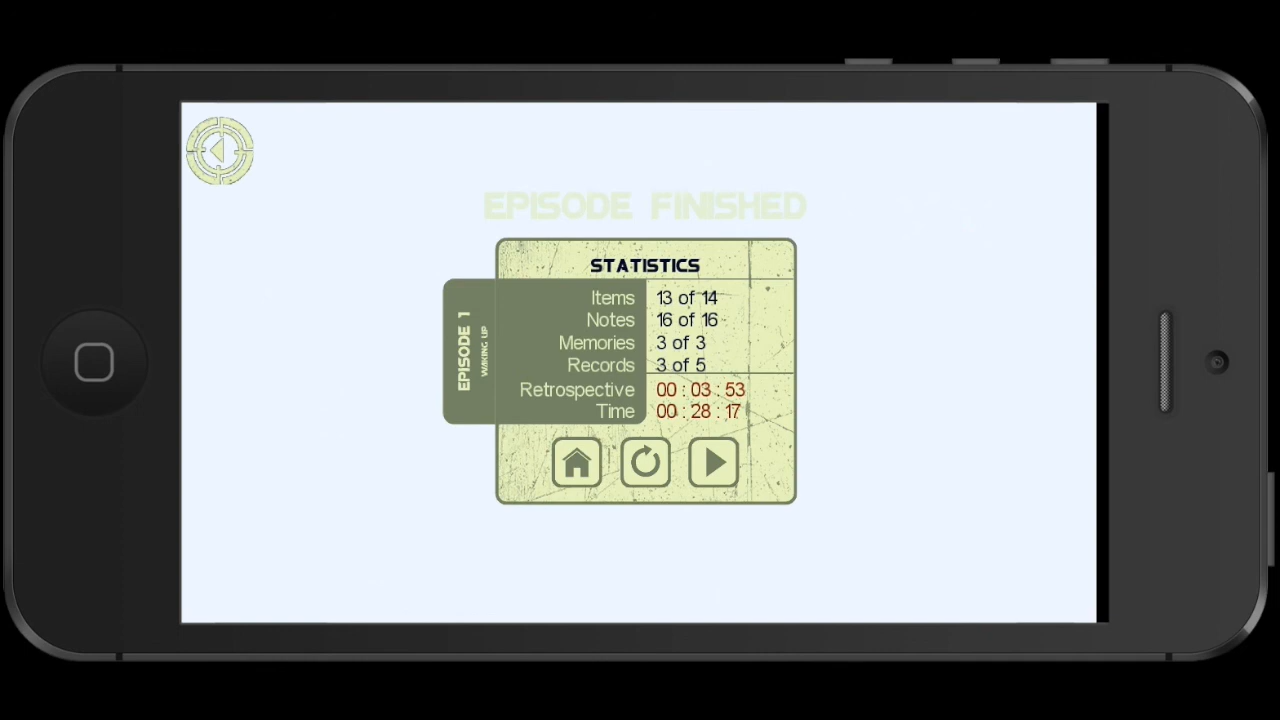 EPISODE FINISHED
STATISTICS
EPISODE 1
WAKING UP
Items 13 of 14
Notes 16 of 16
Memories 3 of 3
Records 3 of 5
Retrospective 00 : 03 : 53
Time 00 : 28 : 17